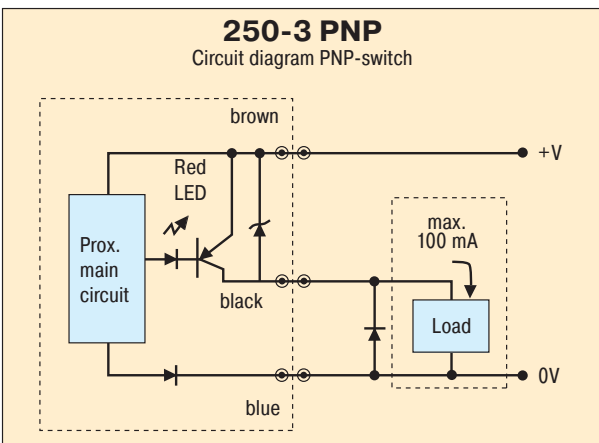 250-3 PNP
Circuit diagram PNP-switch
brown
Red
LED
+V
Prox.
main
circuit
max.
100 mA
black
Load
0V
blue